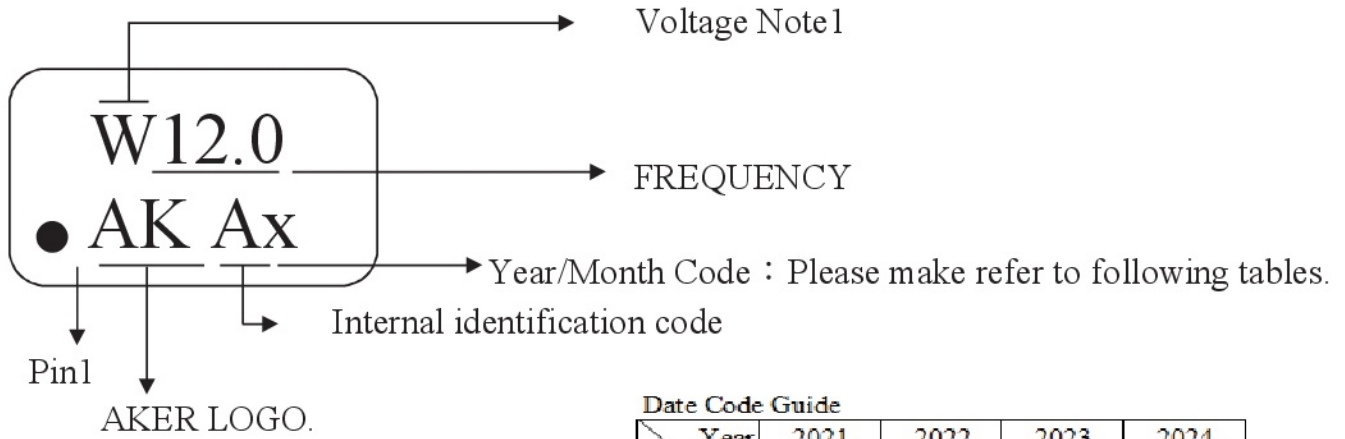 Voltage Note1
W12.0
FREQUENCY
AK Ax
Year/Month Code：Please make refer to following tables.
Internal identification code
Pin1
AKER LOGO.
Date Code Guide
Year 2021 2022 2023 2024